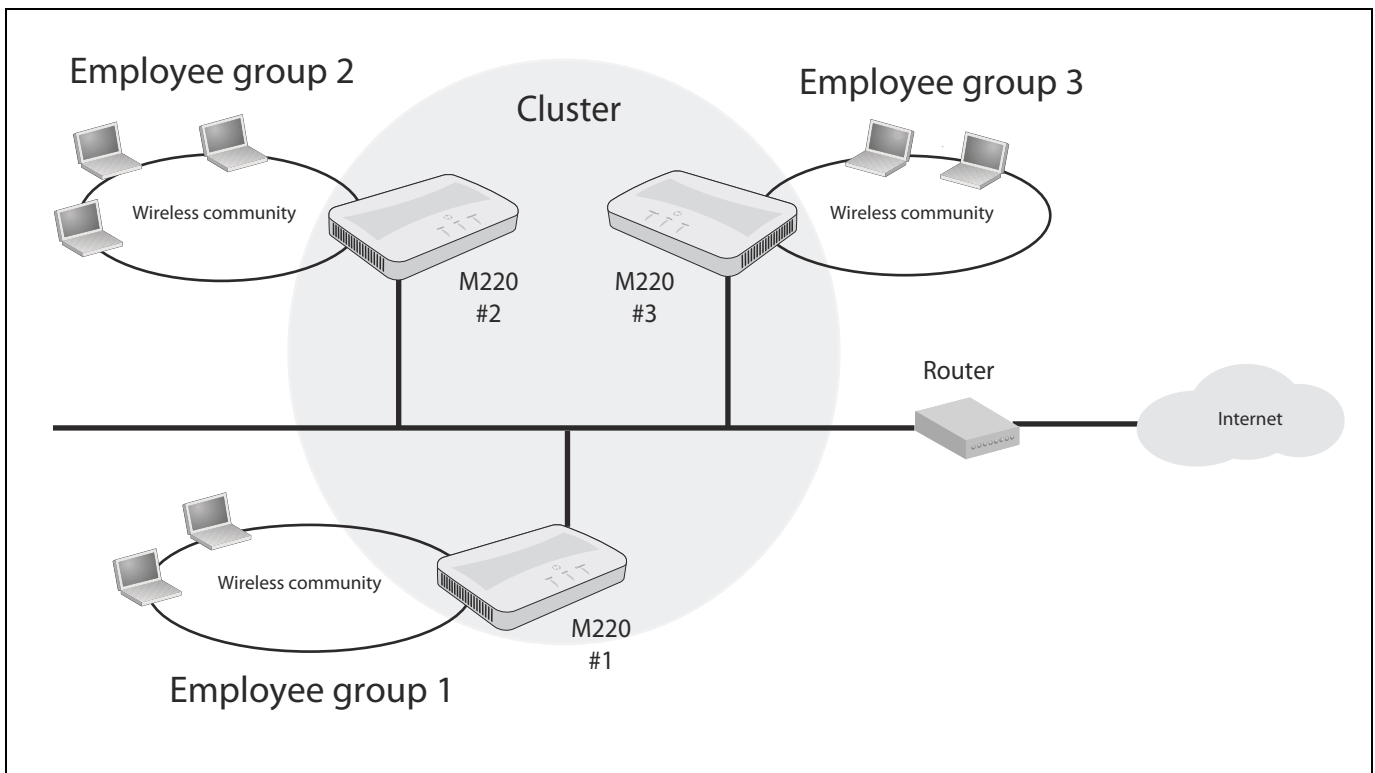 Employee group 2
Cluster
Employee group 3
Wireless community
Wireless community
M220
#2
M220
#3
Router
Internet
Wireless community
M220
#1
Employee group 1